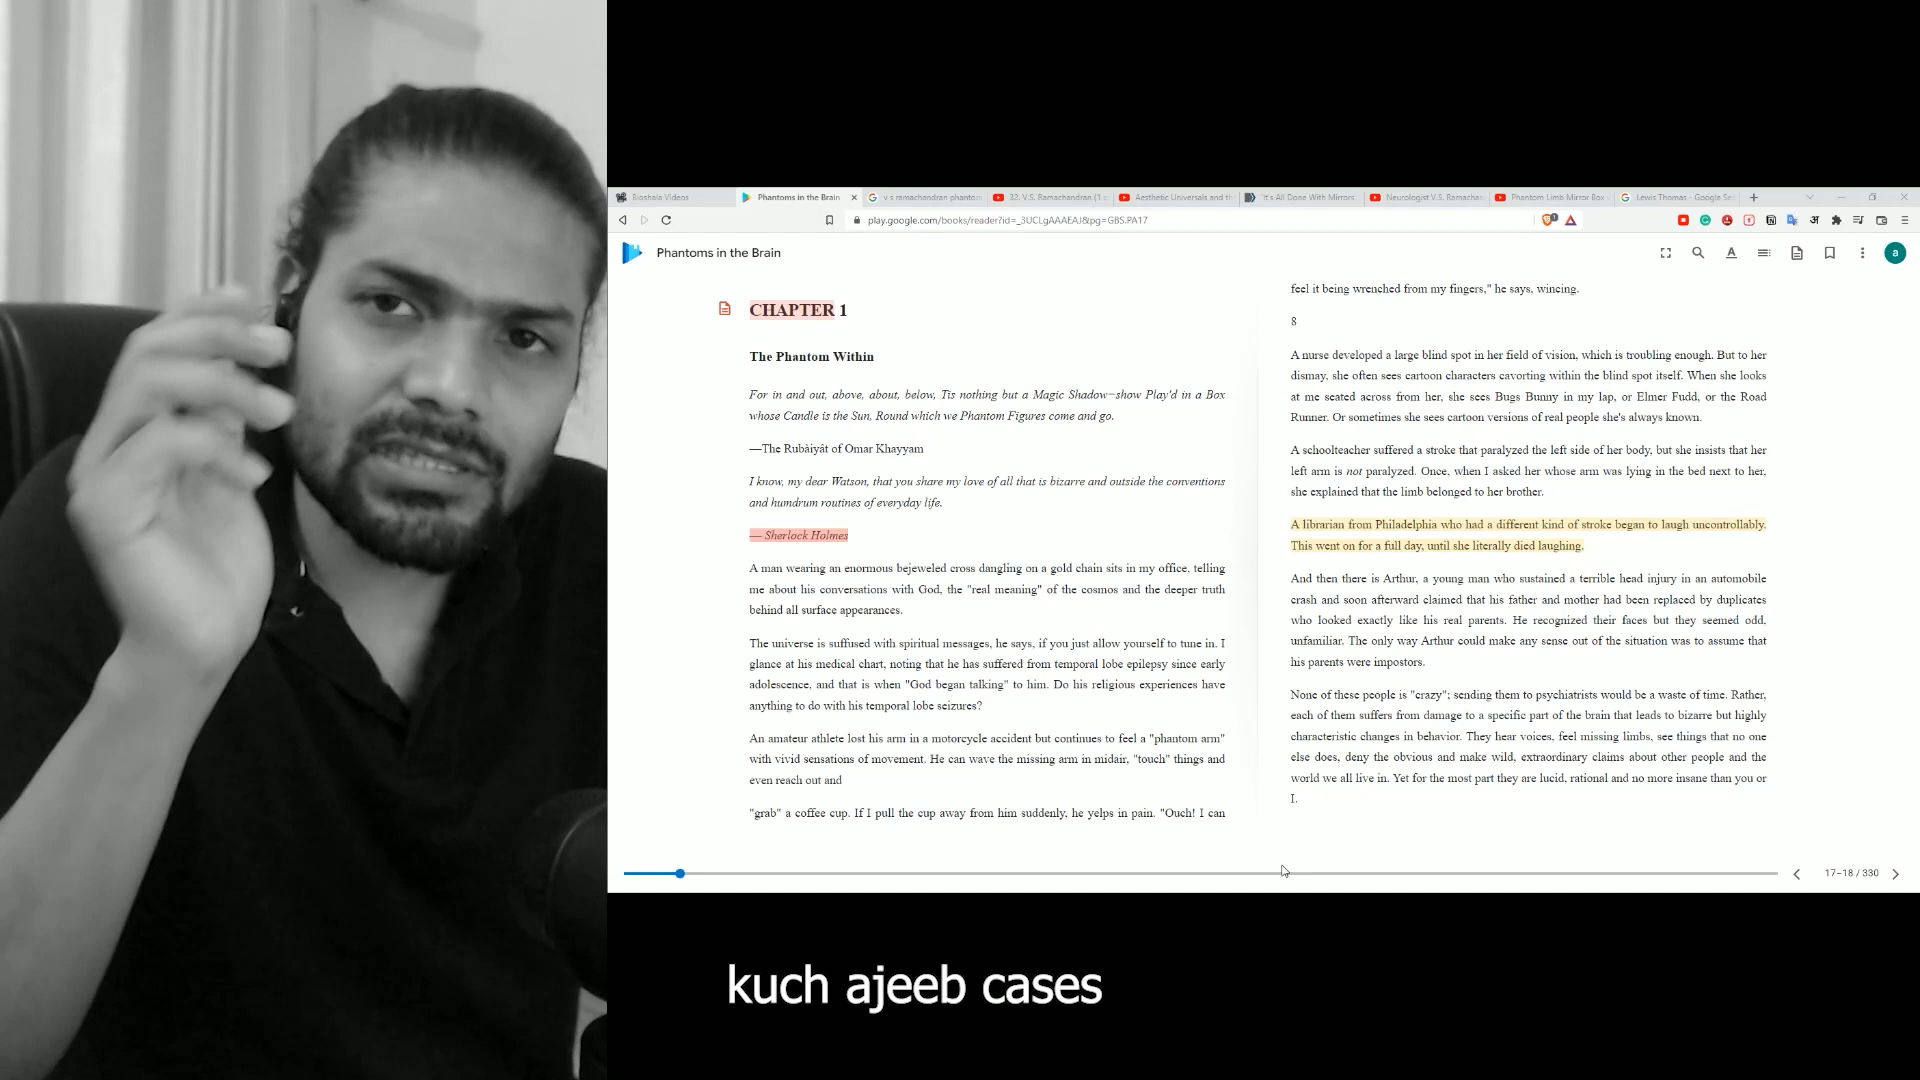 Bioshala Videos
Phantoms in the Brain
v s ramachandran phantom
32. V.S. Ramachandran (1
Aesthetic Universals and th
'It's All Done With Mirrors'
Neurologist V.S. Ramachan
Phantom Limb Mirror Box
Lewis Thomas - Google Se
play.google.com/books/reader?id=_3UCLgAAAEAJ&pg=GBS.PA17
Phantoms in the Brain
a
CHAPTER 1
The Phantom Within
For in and out, above, about, below, Tis nothing but a Magic Shadow−show Play'd in a Box
whose Candle is the Sun, Round which we Phantom Figures come and go.
—The Rubàiyât of Omar Khayyam
I know, my dear Watson, that you share my love of all that is bizarre and outside the conventions
and humdrum routines of everyday life.
— Sherlock Holmes
A man wearing an enormous bejeweled cross dangling on a gold chain sits in my office, telling
me about his conversations with God, the "real meaning" of the cosmos and the deeper truth
behind all surface appearances.
The universe is suffused with spiritual messages, he says, if you just allow yourself to tune in. I
glance at his medical chart, noting that he has suffered from temporal lobe epilepsy since early
adolescence, and that is when "God began talking" to him. Do his religious experiences have
anything to do with his temporal lobe seizures?
An amateur athlete lost his arm in a motorcycle accident but continues to feel a "phantom arm"
with vivid sensations of movement. He can wave the missing arm in midair, "touch" things and
even reach out and
"grab" a coffee cup. If I pull the cup away from him suddenly, he yelps in pain. "Ouch! I can
feel it being wrenched from my fingers," he says, wincing.
8
A nurse developed a large blind spot in her field of vision, which is troubling enough. But to her
dismay, she often sees cartoon characters cavorting within the blind spot itself. When she looks
at me seated across from her, she sees Bugs Bunny in my lap, or Elmer Fudd, or the Road
Runner. Or sometimes she sees cartoon versions of real people she's always known.
A schoolteacher suffered a stroke that paralyzed the left side of her body, but she insists that her
left arm is not paralyzed. Once, when I asked her whose arm was lying in the bed next to her,
she explained that the limb belonged to her brother.
A librarian from Philadelphia who had a different kind of stroke began to laugh uncontrollably.
This went on for a full day, until she literally died laughing.
And then there is Arthur, a young man who sustained a terrible head injury in an automobile
crash and soon afterward claimed that his father and mother had been replaced by duplicates
who looked exactly like his real parents. He recognized their faces but they seemed odd,
unfamiliar. The only way Arthur could make any sense out of the situation was to assume that
his parents were impostors.
None of these people is "crazy"; sending them to psychiatrists would be a waste of time. Rather,
each of them suffers from damage to a specific part of the brain that leads to bizarre but highly
characteristic changes in behavior. They hear voices, feel missing limbs, see things that no one
else does, deny the obvious and make wild, extraordinary claims about other people and the
world we all live in. Yet for the most part they are lucid, rational and no more insane than you or
I.
17–18 / 330
kuch ajeeb cases